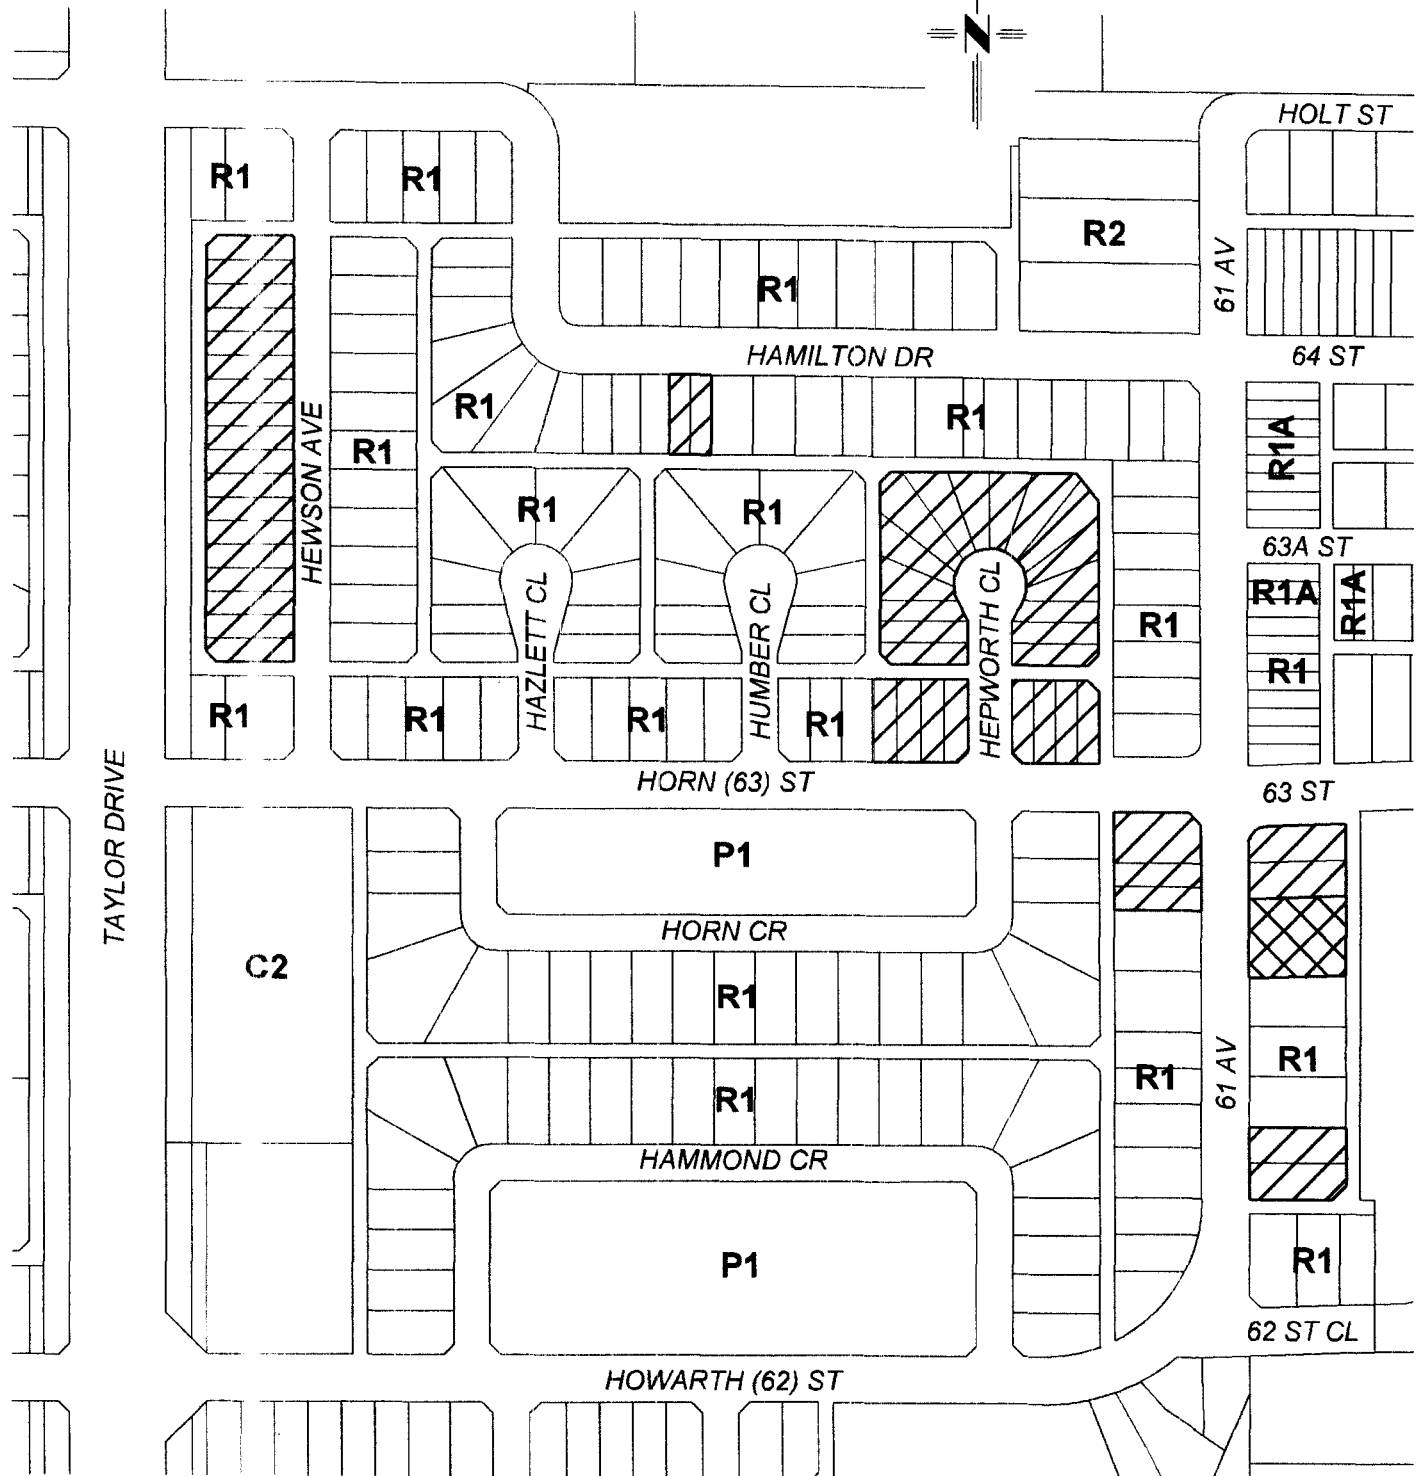 N
HOLT ST
R1
R1
R2
R1
61 AV
HAMILTON DR
64 ST
R1
R1
R1A
HEWSON AVE
R1
R1
R1
63A ST
HAZLETT CL
HUMBER CL
HEPWORTH CL
R1
R1A
R1A
R1
R1
R1
R1
R1
HORN (63) ST
63 ST
TAYLOR DRIVE
P1
HORN CR
C2
R1
R1
R1
61 AV
R1
HAMMOND CR
P1
R1
62 ST CL
HOWARTH (62) ST